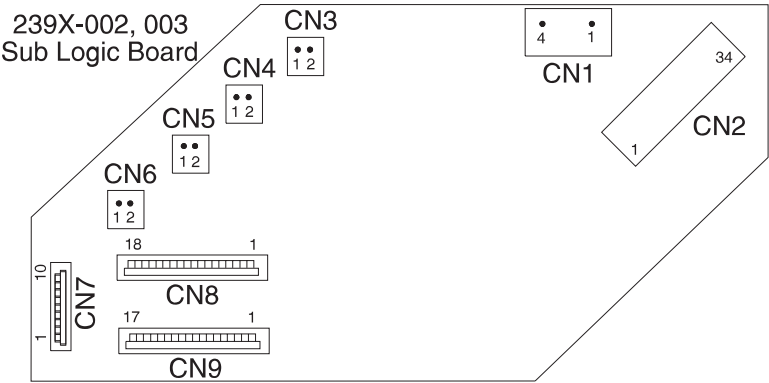 239X-002, 003
Sub Logic Board
CN3
1 2
CN4
1 2
CN5
1 2
CN6
1 2
4 1
CN1
34
1
CN2
10
1
CN7
18 1
CN8
17 1
CN9